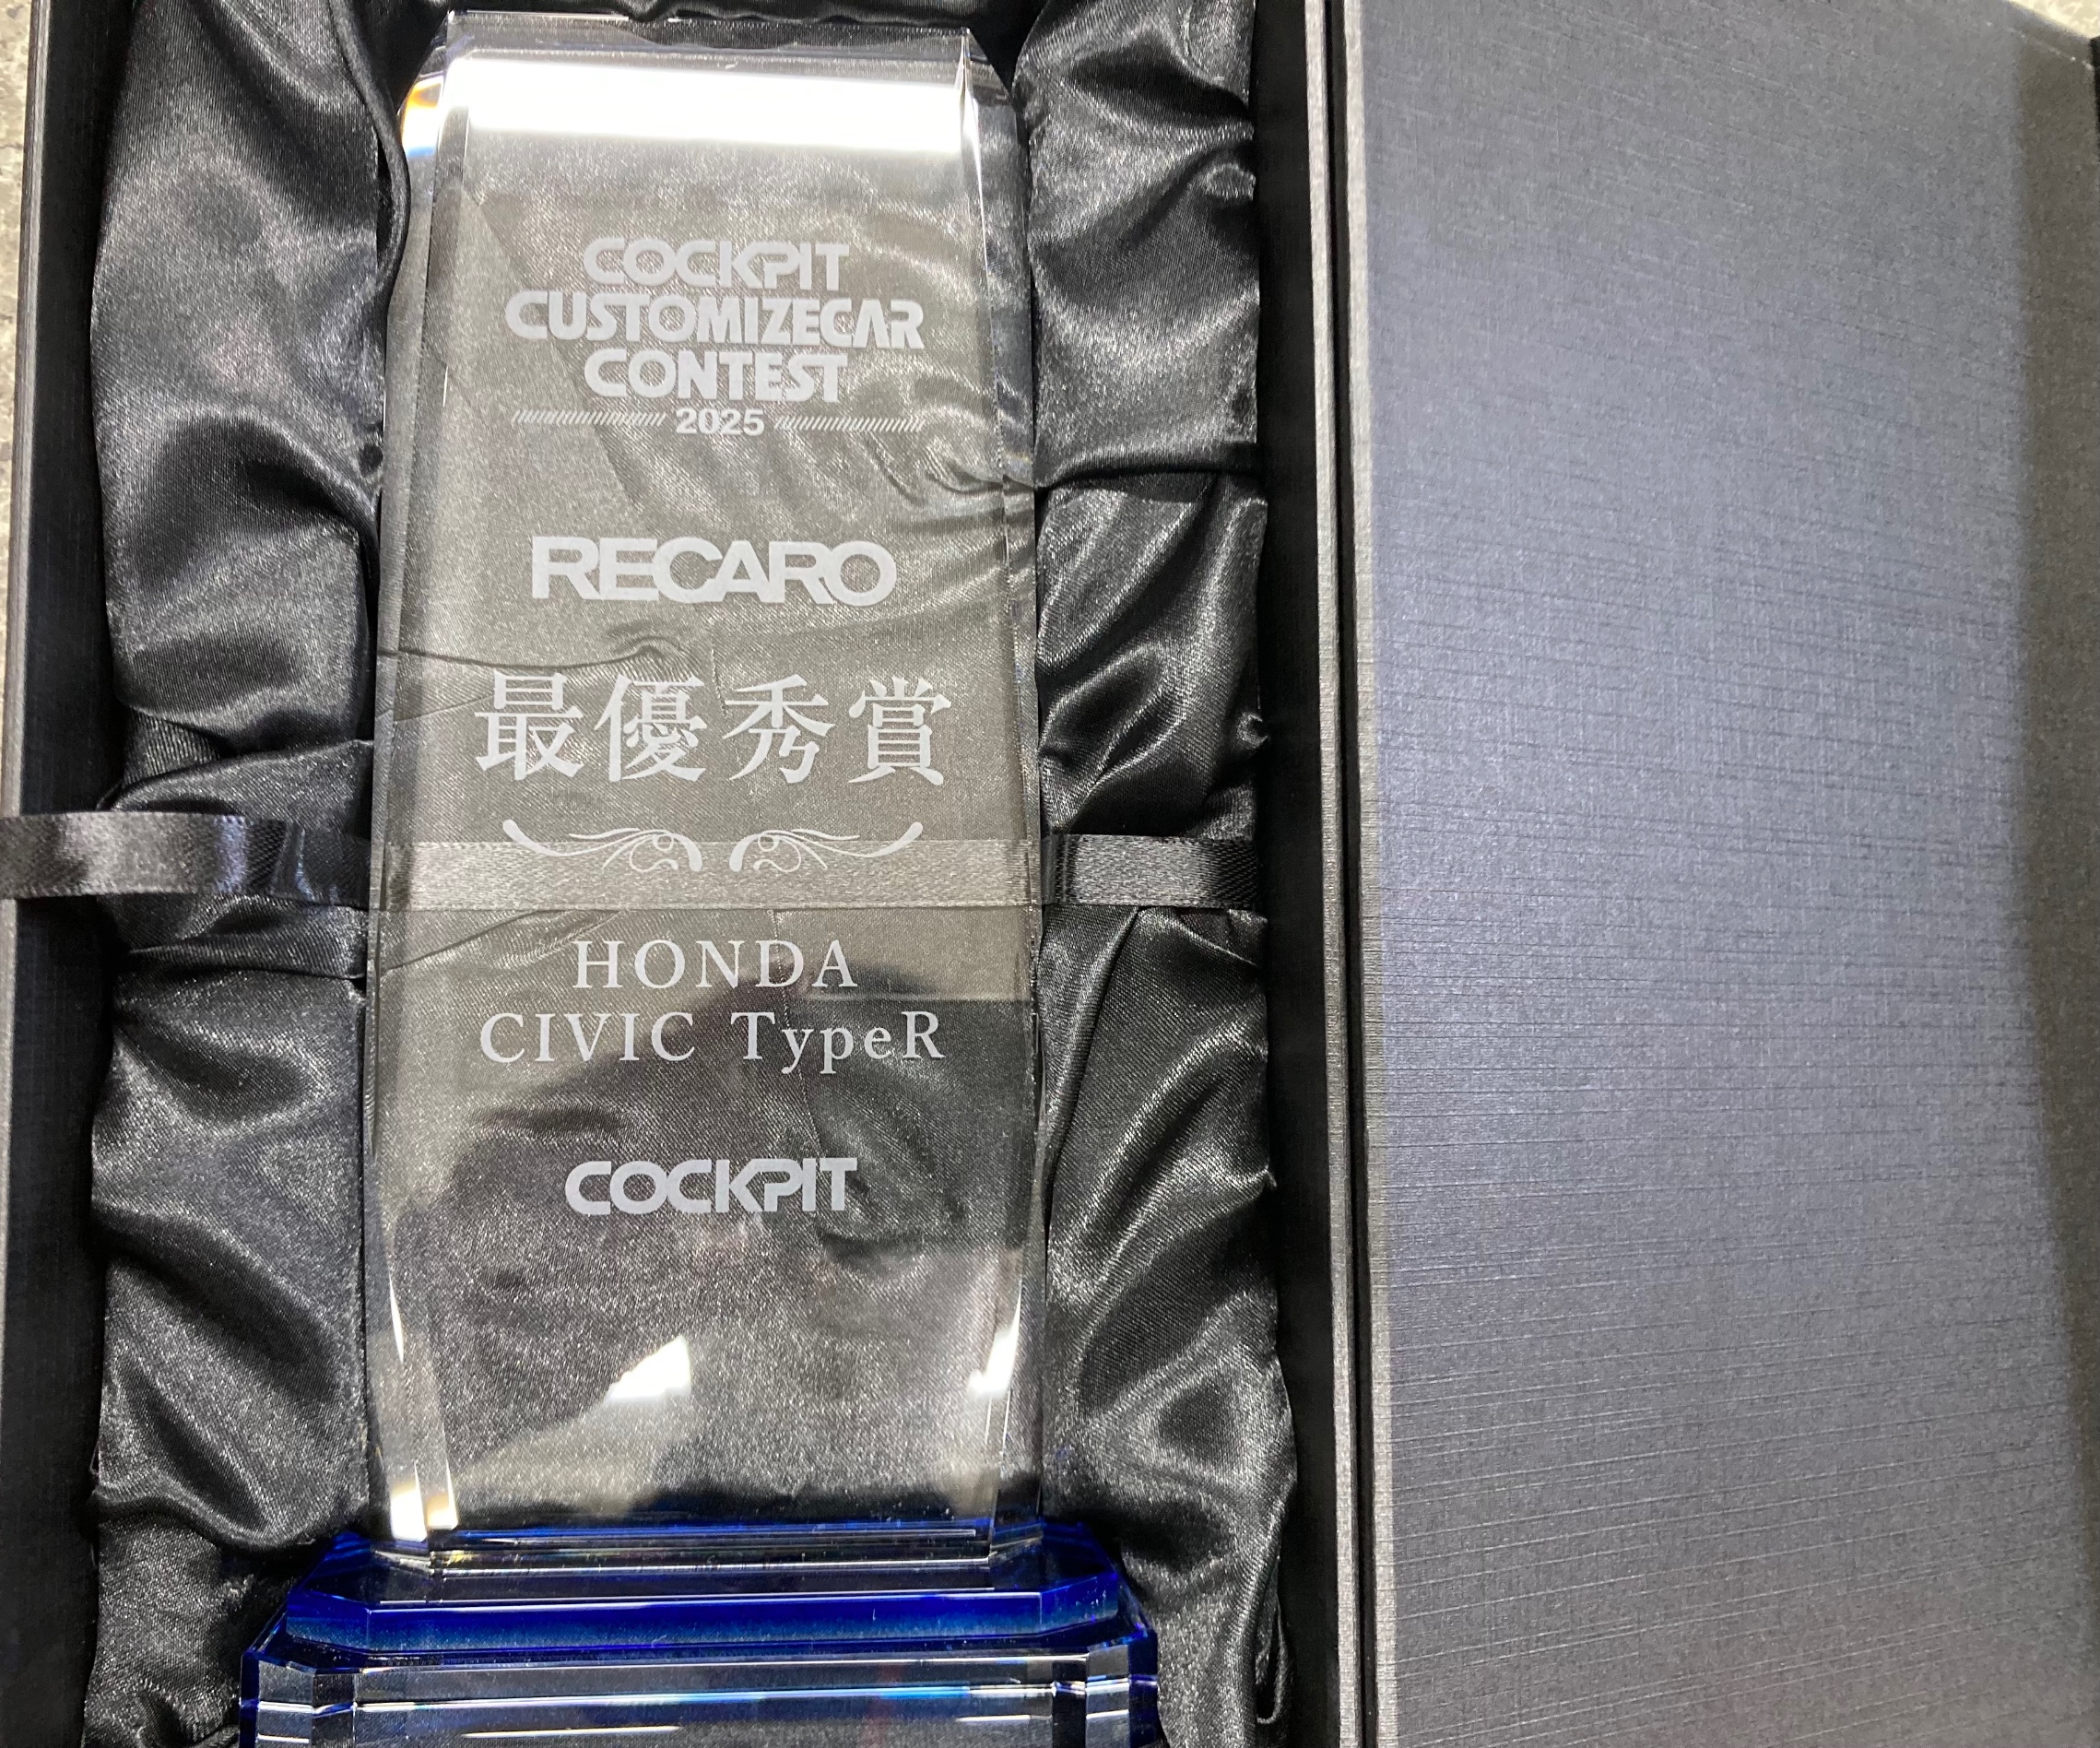 COCKPIT
CUSTOMIZECAR
CONTEST
2025
RECARO
最優秀賞
HONDA
CIVIC TypeR
COCKPIT